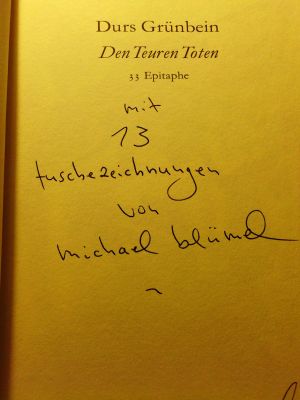 Durs Grünbein
Den Teuren Toten
33 Epitaphe
mit
13
tuschezeichnungen
von
michael blümel
~